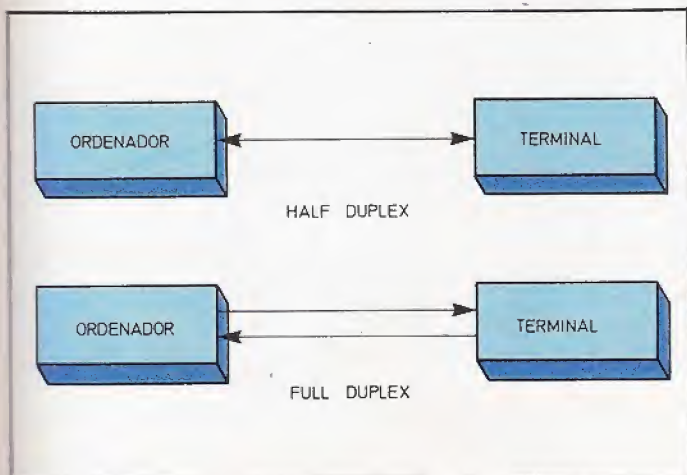 ORDENADOR
TERMINAL
HALF DUPLEX
ORDENADOR
TERMINAL
FULL DUPLEX